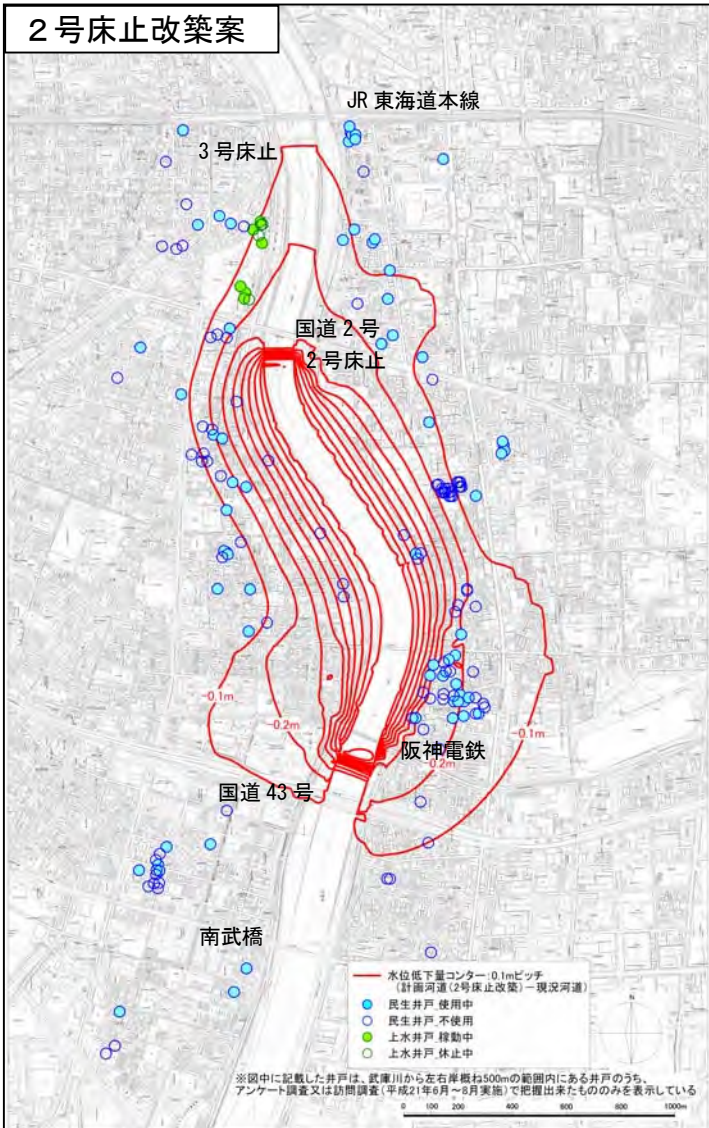 ２号床止改築案
JR 東海道本線
3 号床止
国道 2 号
2 号床止
-0.1m
-0.2m
阪神電鉄
-0.1m
-0.2m
国道 43 号
南武橋
水位低下量コンター：0.1mピッチ
（計画河道（2号床止改築）－現況河道）
民生井戸_使用中
民生井戸_不使用
上水井戸_稼動中
上水井戸_休止中
N
※図中に記載した井戸は、武庫川から左右岸概ね500mの範囲内にある井戸のうち、
アンケート調査又は訪問調査（平成21年6月～8月実施）で把握出来たもののみを表示している
0 100 200 400 600 800 1000m